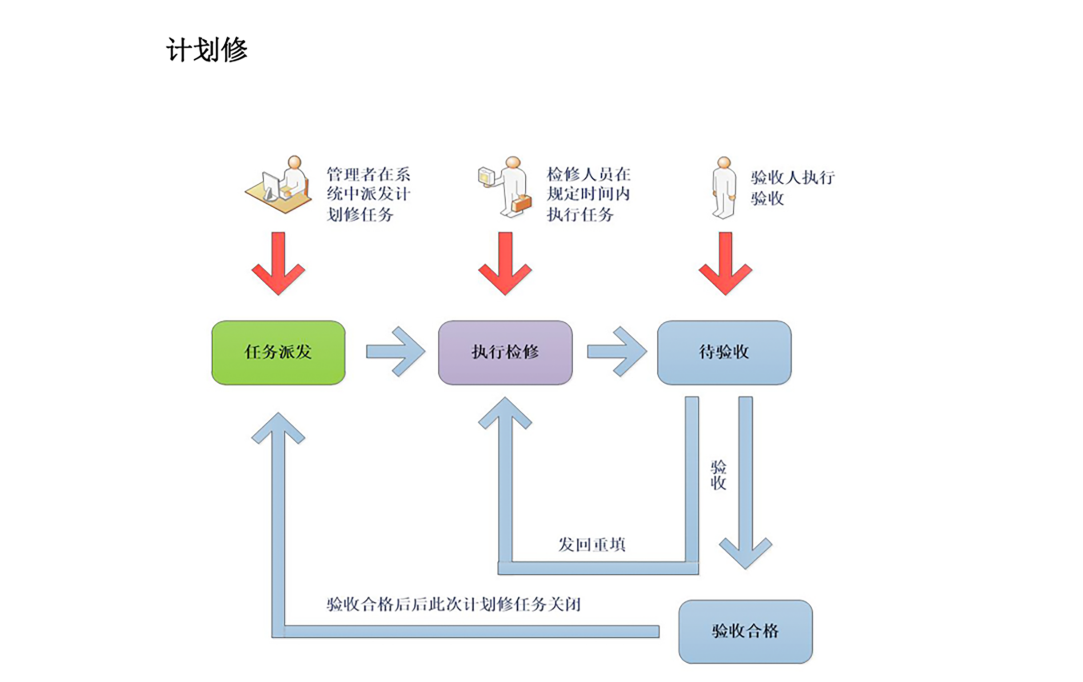 计划修
管理者在系
统中派发计
划修任务
检修人员在
规定时间内
执行任务
验收人执行
验收
任务派发
执行检修
待验收
验
收
发回重填
验收合格后后此次计划修任务关闭
验收合格